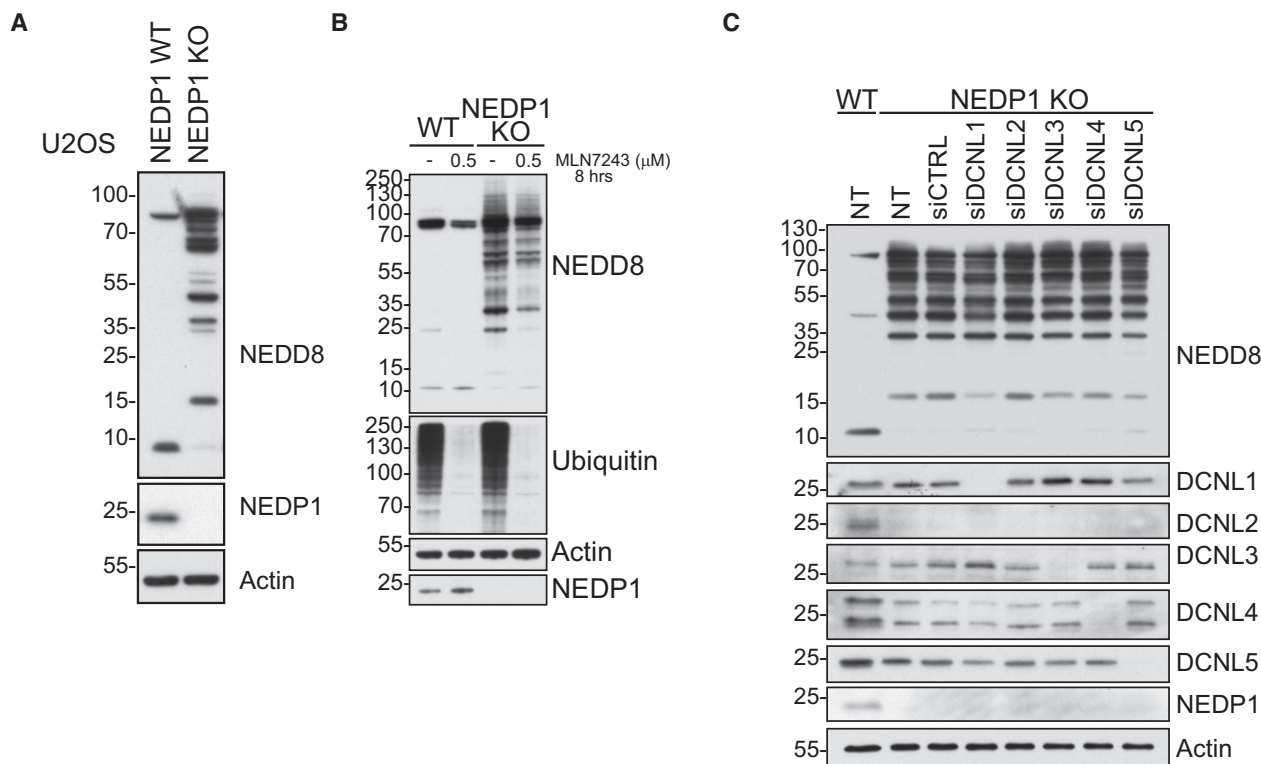 A
U2OS
NEDP1 WT
NEDP1 KO
100-
70-
55-
35-
25-
15-
10-
NEDD8
25-
NEDP1
55-
Actin
B
WT
NEDP1
KO
- 0.5 - 0.5 MLN7243 (µM)
8 hrs
250-
130-
100-
70-
55-
35-
25-
15-
10-
NEDD8
250-
130-
100-
70-
Ubiquitin
55-
Actin
25-
NEDP1
C
WT NEDP1 KO
NT
NT
siCTRL
siDCNL1
siDCNL2
siDCNL3
siDCNL4
siDCNL5
130-
100-
70-
55-
35-
25-
15-
10-
NEDD8
25-
DCNL1
25-
DCNL2
25-
DCNL3
25-
DCNL4
25-
DCNL5
25-
NEDP1
55-
Actin